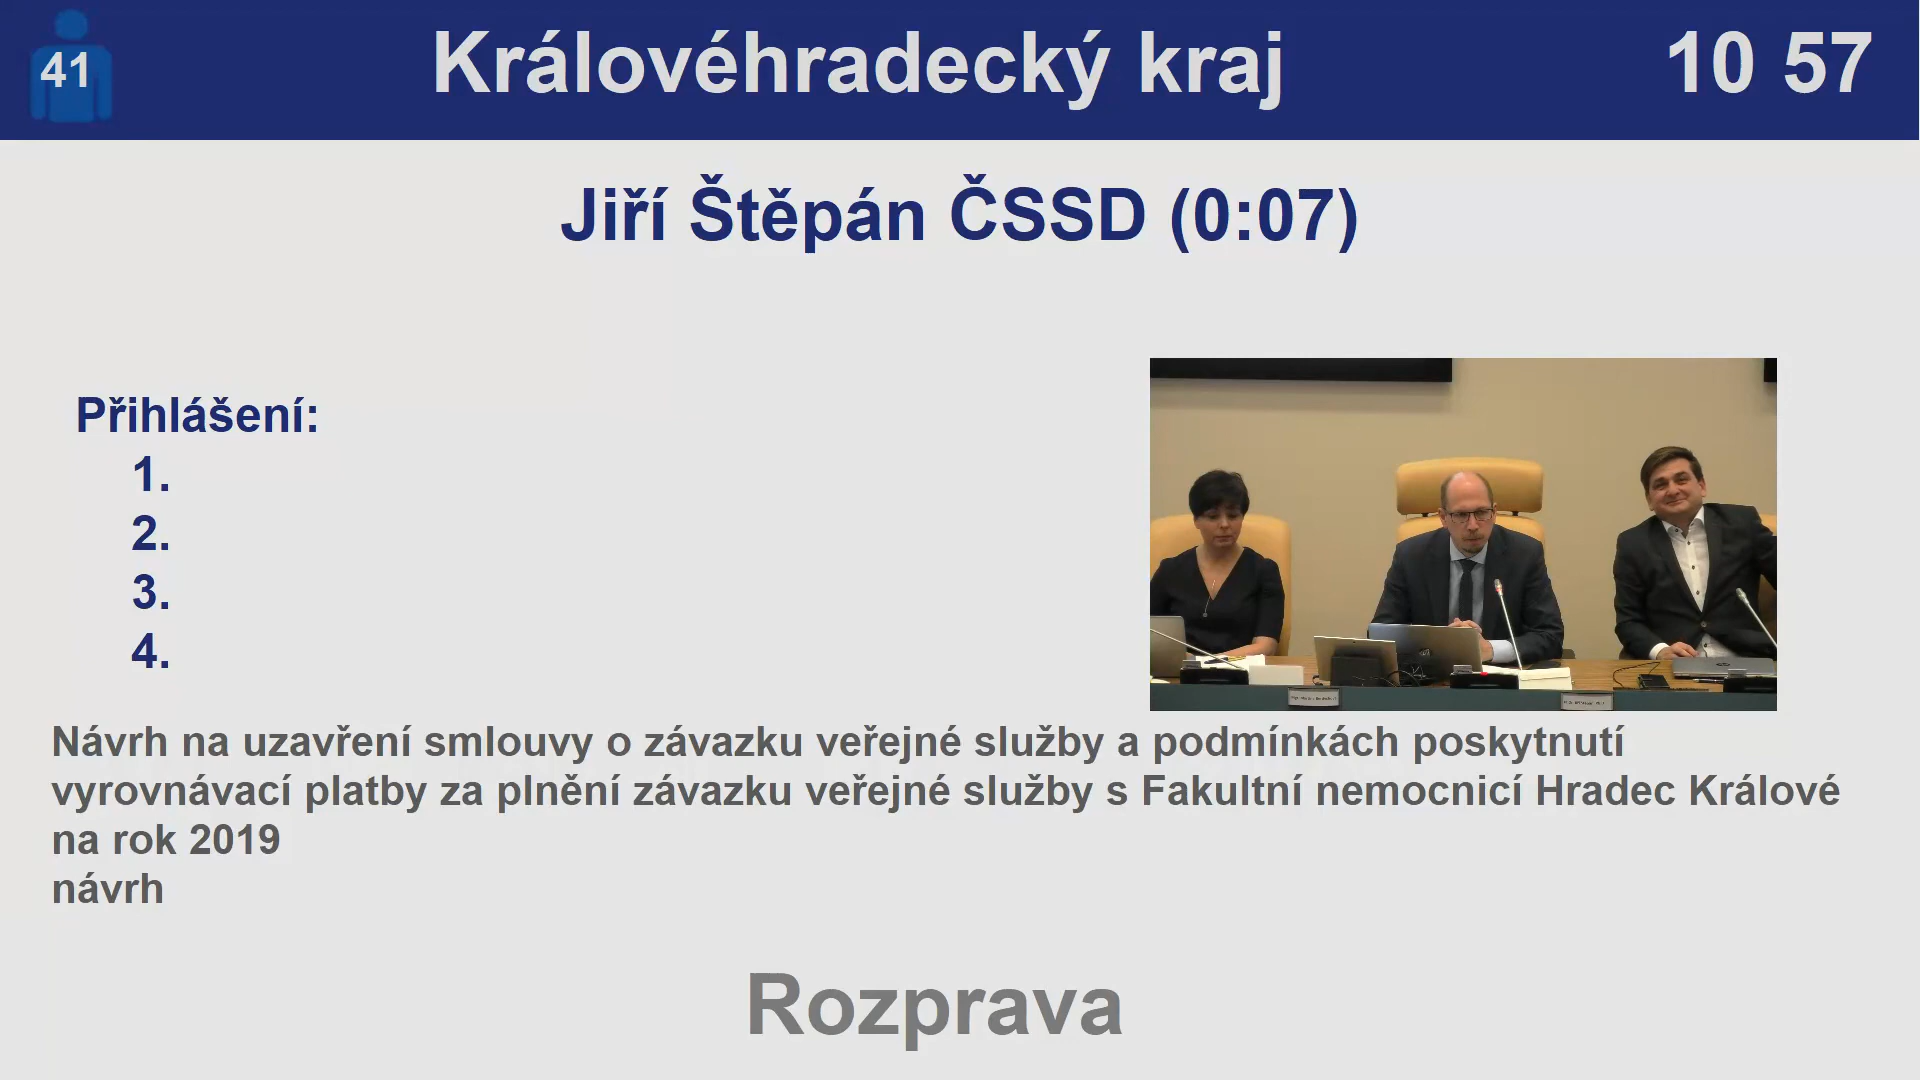 41
Královéhradecký kraj
10 57
Jiří Štěpán ČSSD (0:07)
Přihlášení:
1.
2.
3.
4.
Návrh na uzavření smlouvy o závazku veřejné služby a podmínkách poskytnutí
vyrovnávací platby za plnění závazku veřejné služby s Fakultní nemocnicí Hradec Králové
na rok 2019
návrh
Rozprava